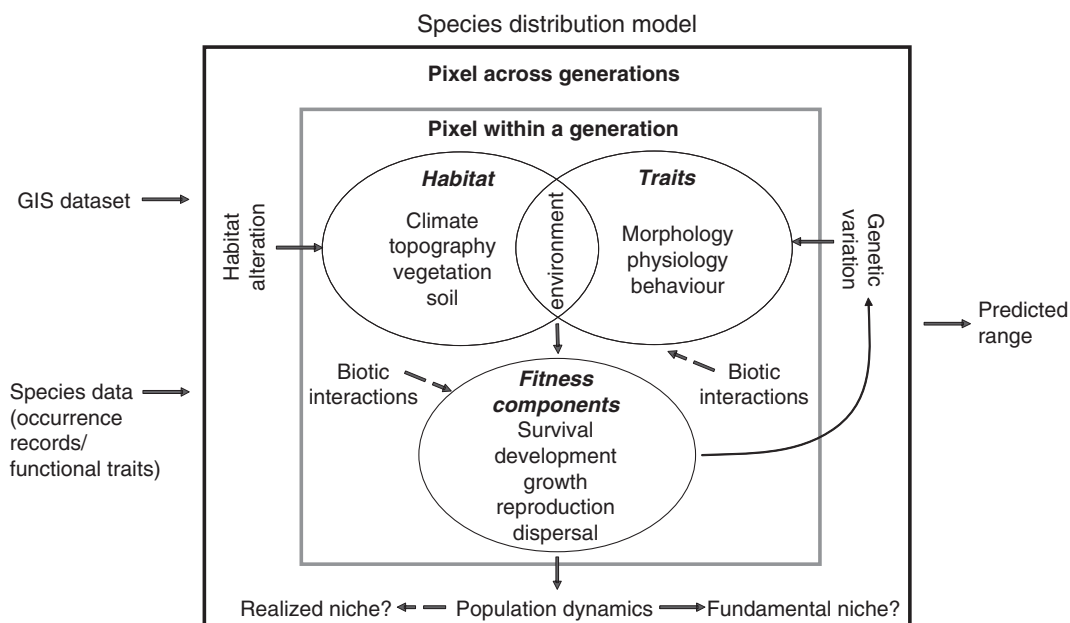 Species distribution model
Pixel across generations
Pixel within a generation
GIS dataset
Species data
(occurrence
records/
functional traits)
Habitat
alteration
Habitat
Climate
topography
vegetation
soil
environment
Traits
Morphology
physiology
behaviour
Genetic
variation
Biotic
interactions
Fitness
components
Survival
development
growth
reproduction
dispersal
Biotic
interactions
Predicted
range
Realized niche?
Population dynamics
Fundamental niche?